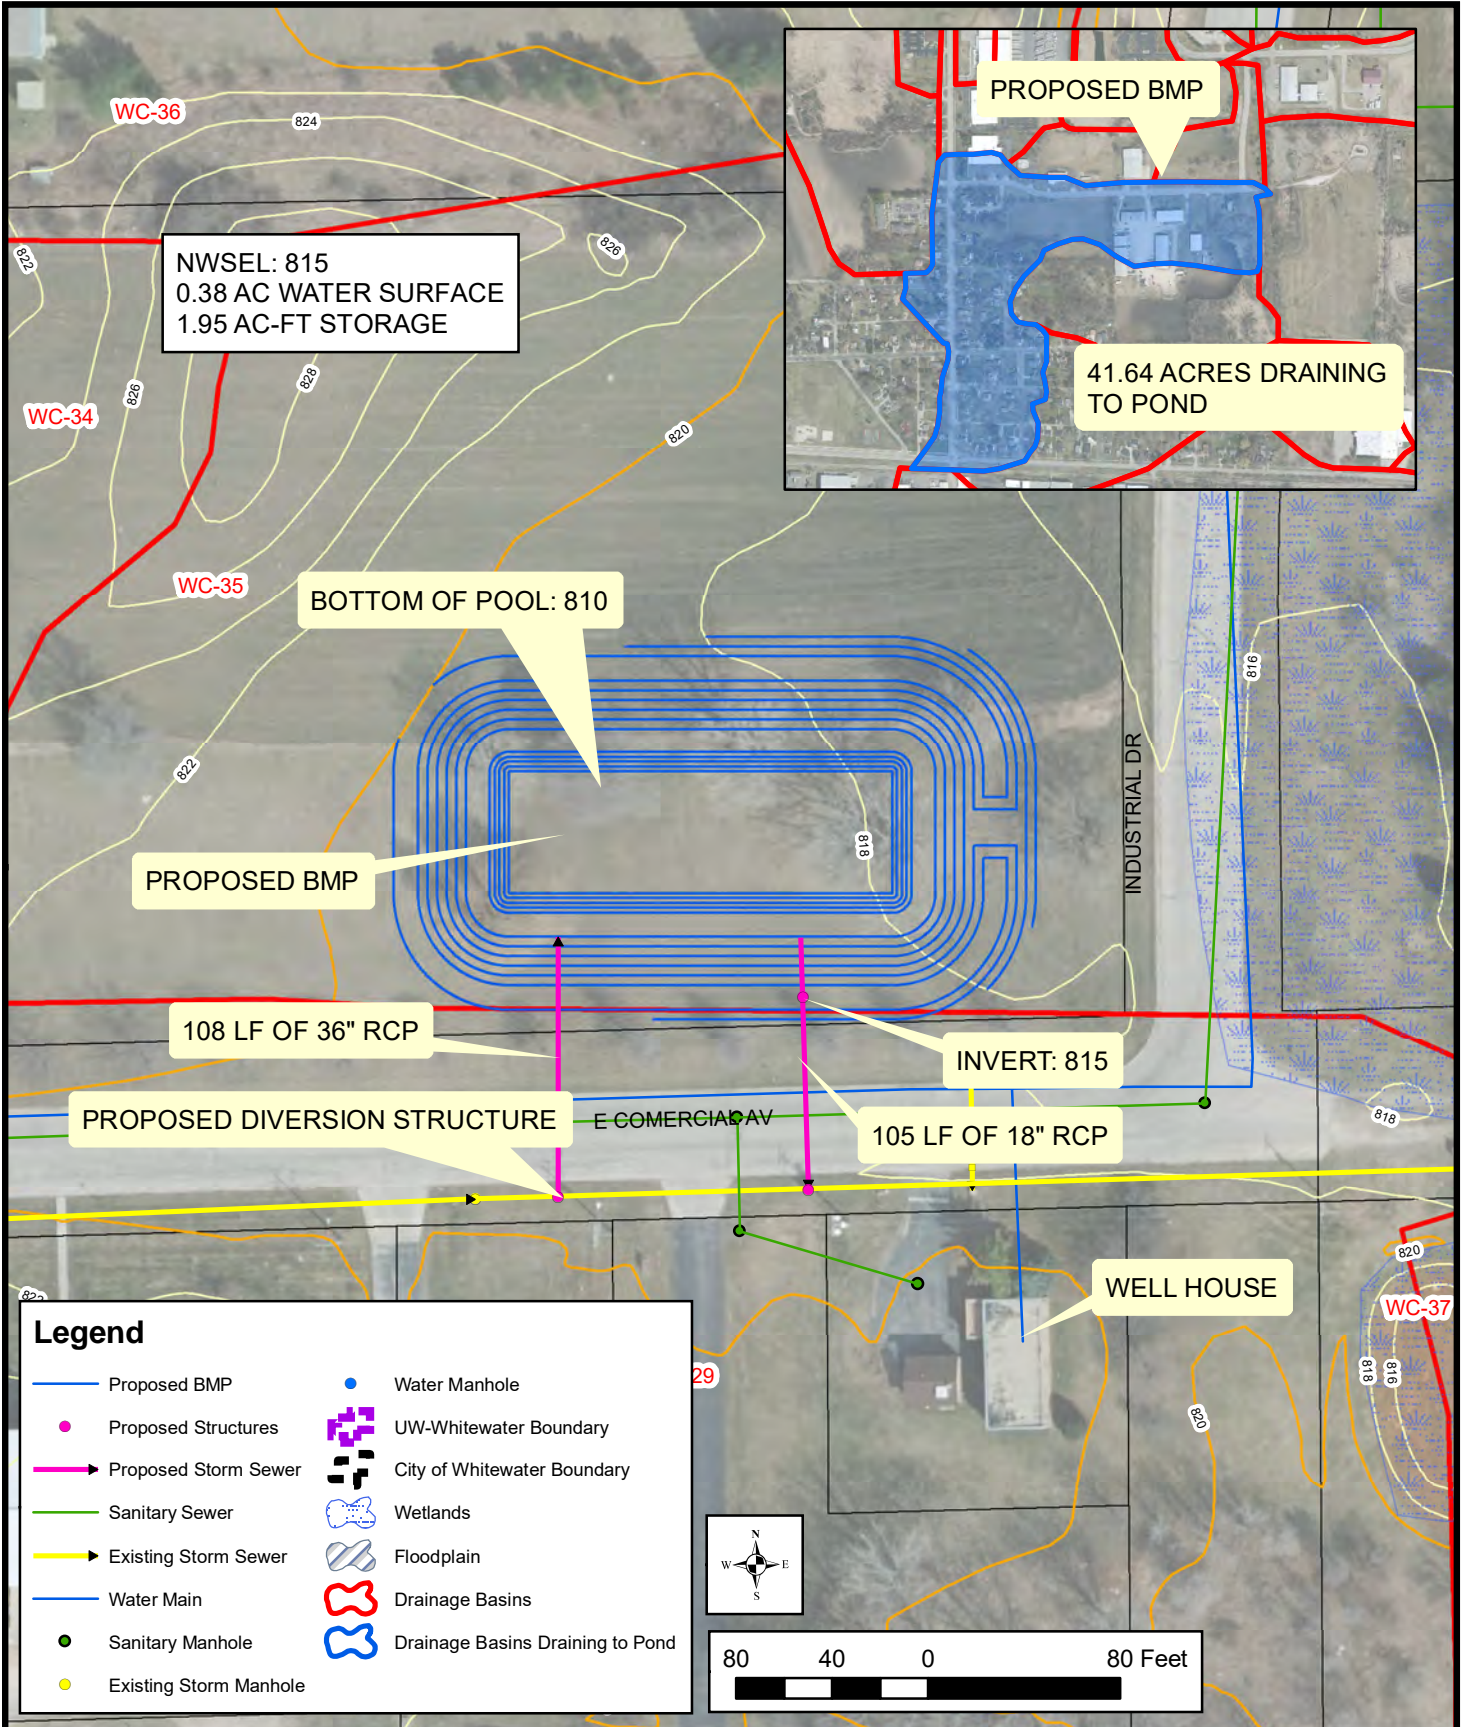 WC-36
824
PROPOSED BMP
822
826
NWSEL: 815
0.38 AC WATER SURFACE
1.95 AC-FT STORAGE
41.64 ACRES DRAINING
TO POND
828
826
WC-34
820
WC-35
BOTTOM OF POOL: 810
816
822
INDUSTRIAL DR
818
PROPOSED BMP
108 LF OF 36" RCP
INVERT: 815
PROPOSED DIVERSION STRUCTURE
E COMERCIAL AV
105 LF OF 18" RCP
818
820
WELL HOUSE
822
WC-37
29
818
816
820
Legend
Proposed BMP
Proposed Structures
Proposed Storm Sewer
Sanitary Sewer
Existing Storm Sewer
Water Main
Sanitary Manhole
Existing Storm Manhole
Water Manhole
UW-Whitewater Boundary
City of Whitewater Boundary
Wetlands
Floodplain
Drainage Basins
Drainage Basins Draining to Pond
N
W E
S
80 40 0 80 Feet